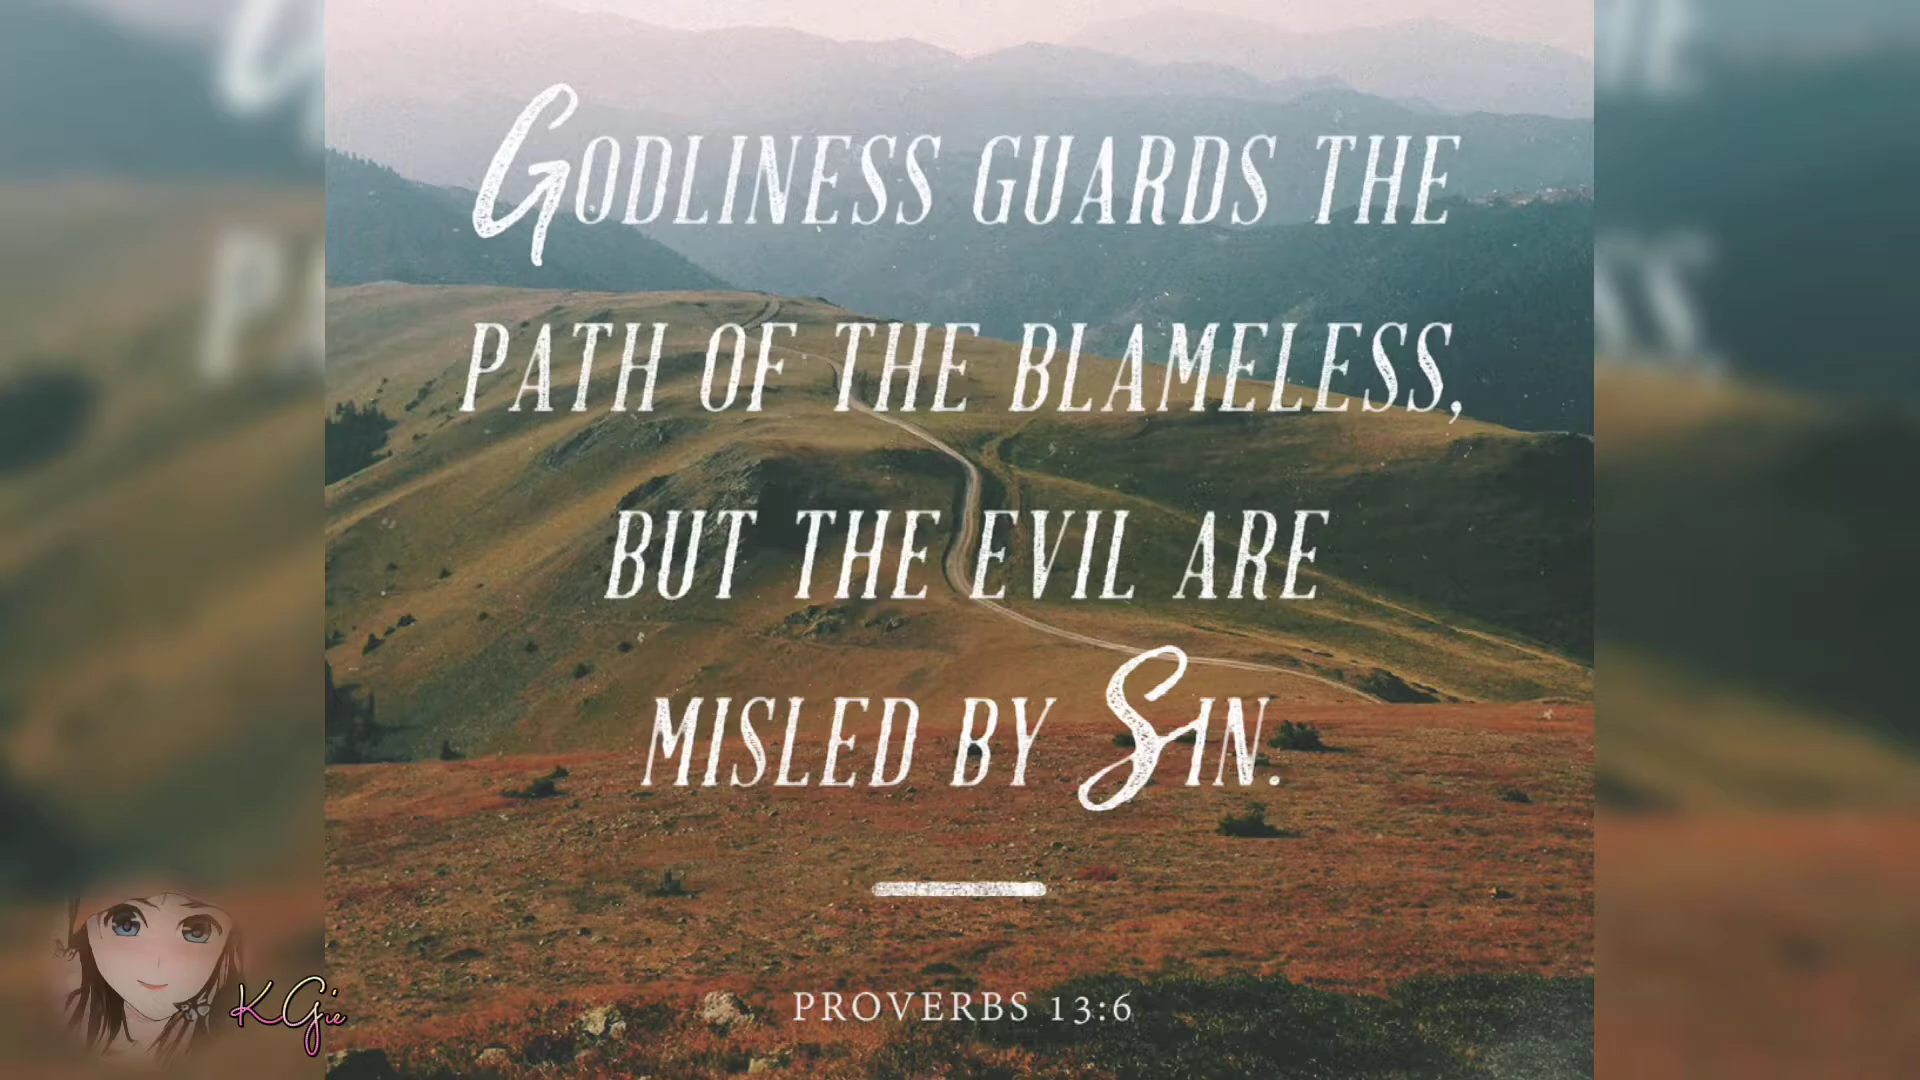 GODLINESS GUARDS THE
PATH OF THE BLAMELESS,
BUT THE EVIL ARE
MISLED BY SIN.
PROVERBS 13:6
KGie